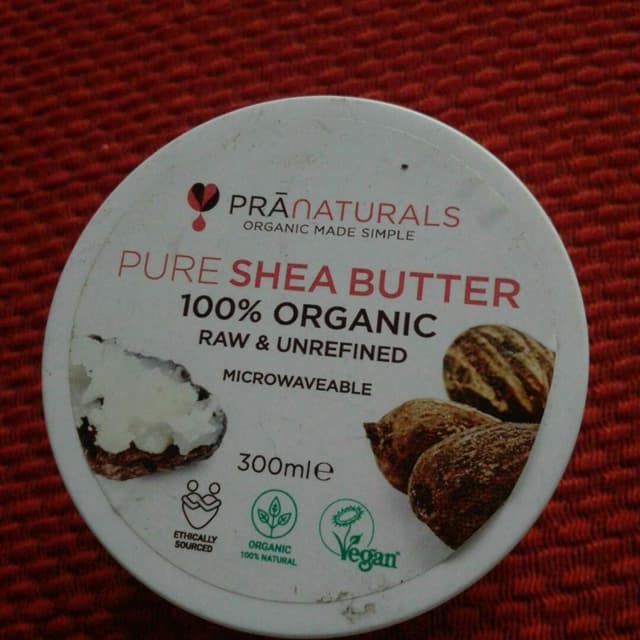 PRĀNATURALS
ORGANIC MADE SIMPLE
PURE SHEA BUTTER
100% ORGANIC
RAW & UNREFINED
MICROWAVEABLE
300ml℮
ETHICALLY
SOURCED
ORGANIC
100% NATURAL
Vegan